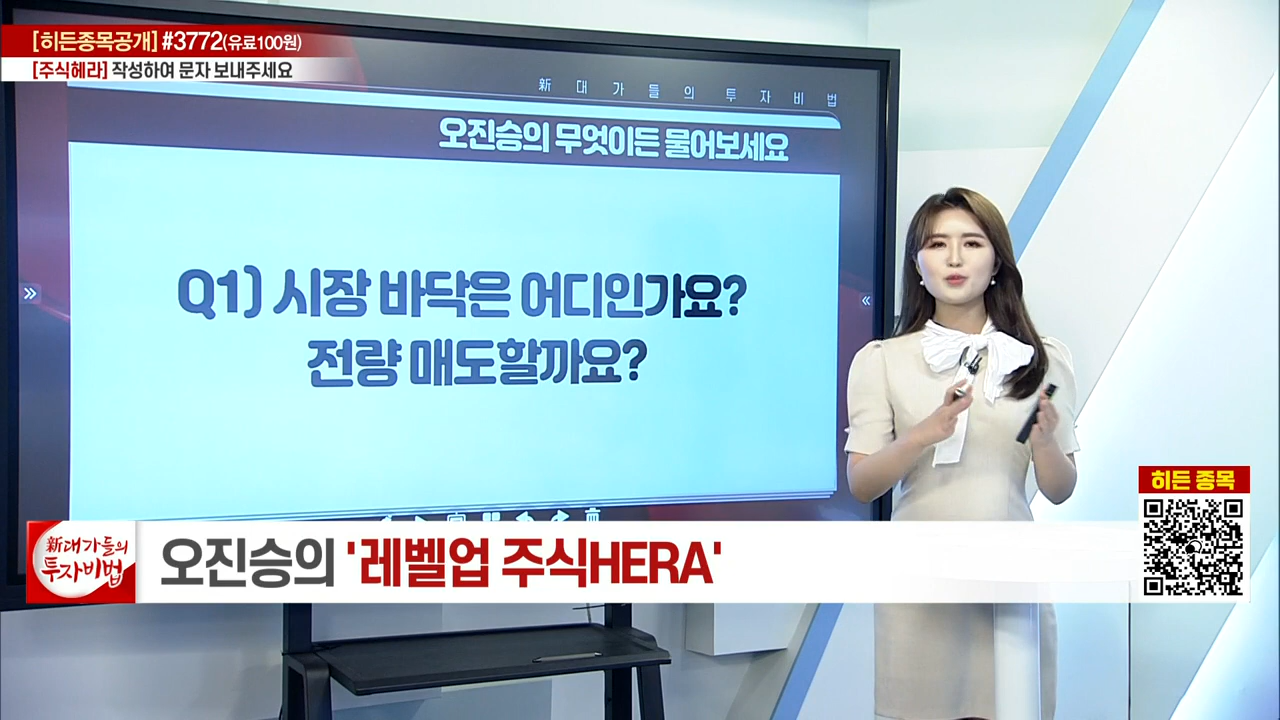 [히든종목공개] #3772(유료100원)
[주식헤라] 작성하여 문자 보내주세요
新 대 가 들 의 투 자 비 법
오진승의 무엇이든 물어보세요
Q1) 시장 바닥은 어디인가요?
전량 매도할까요?
히든 종목
新대가들의
투자비법
오진승의 '레벨업 주식HERA'